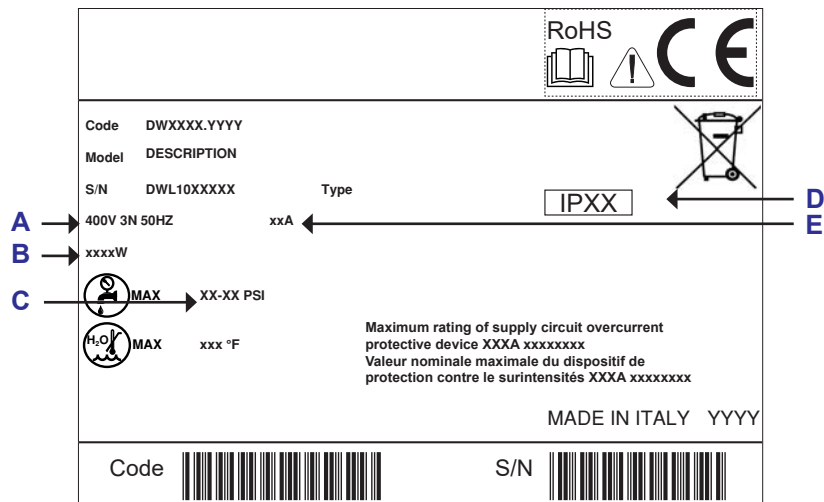 RoHS
CE
Code DWXXXX.YYYY
Model DESCRIPTION
S/N DWL10XXXXX Type
IPXX D
A 400V 3N 50HZ xxA E
B xxxxW
C MAX XX-XX PSI
H₂O MAX xxx °F
Maximum rating of supply circuit overcurrent
protective device XXXA xxxxxxxx
Valeur nominale maximale du dispositif de
protection contre le surintensités XXXA xxxxxxxx
MADE IN ITALY YYYY
Code S/N